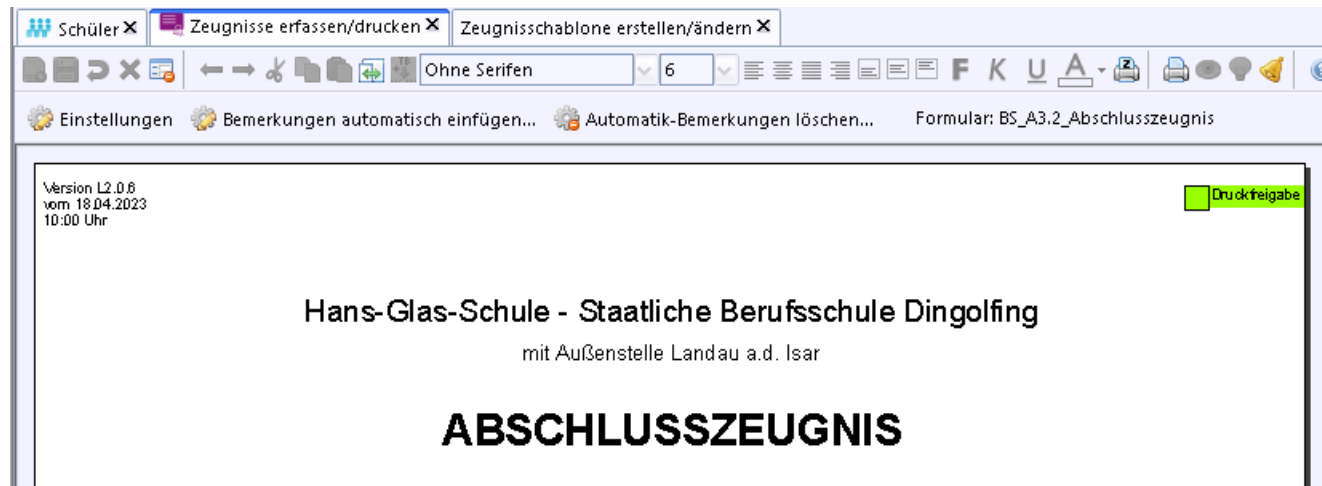 Schüler X Zeugnisse erfassen/drucken X Zeugnisschablone erstellen/ändern X
Ohne Serifen 6 F K U A
Einstellungen Bemerkungen automatisch einfügen... Automatik-Bemerkungen löschen... Formular: BS_A3.2_Abschlusszeugnis
Version L2.0.6
vom 18.04.2023
10:00 Uhr
Druckfreigabe
Hans-Glas-Schule - Staatliche Berufsschule Dingolfing
mit Außenstelle Landau a.d. Isar
ABSCHLUSSZEUGNIS